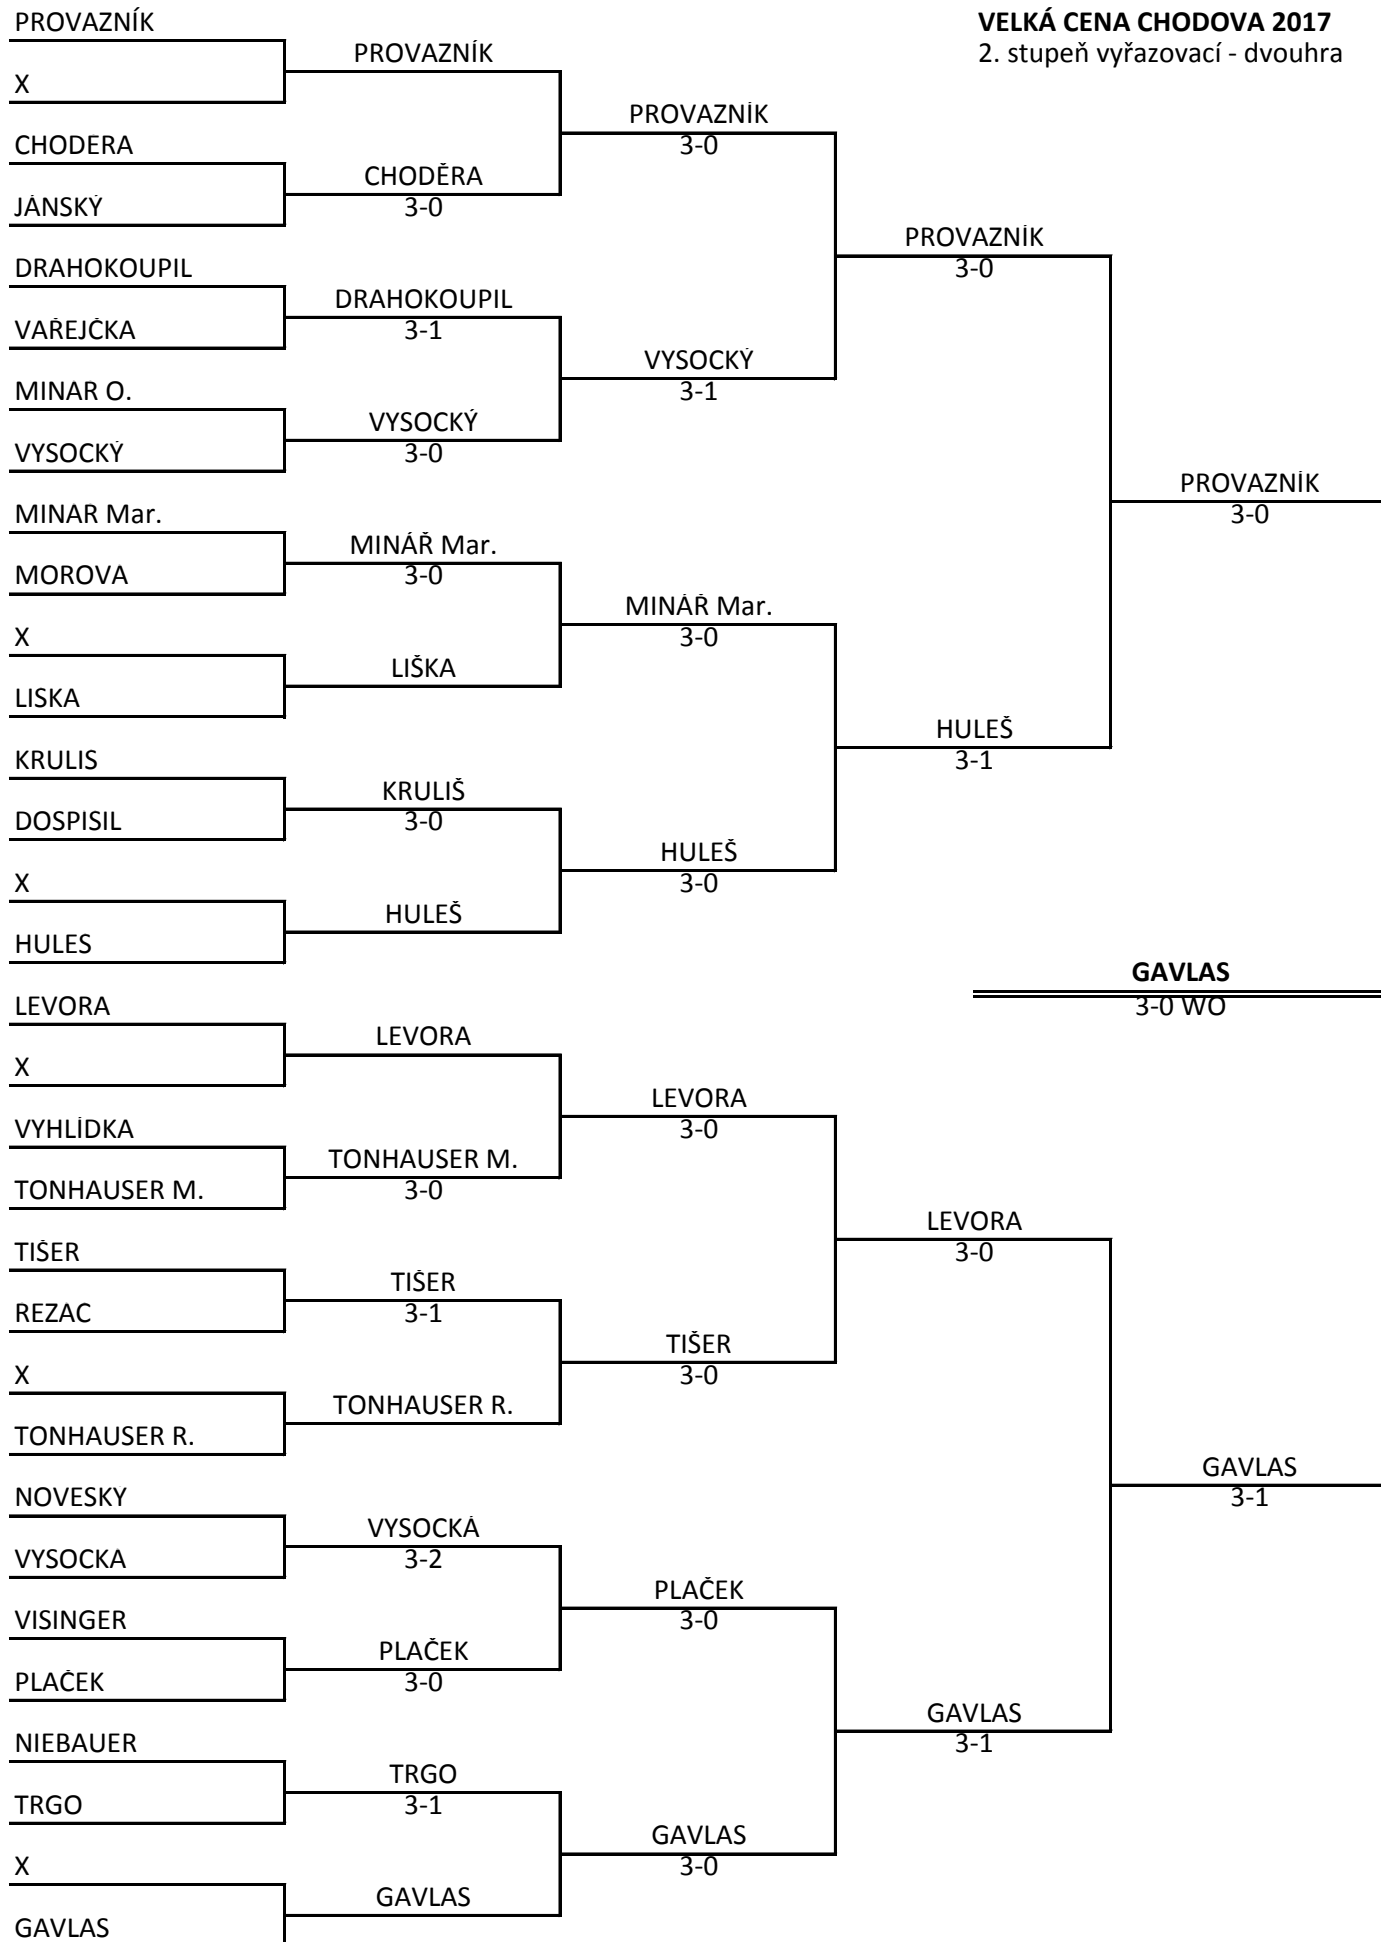 VELKÁ CENA CHODOVA 2017
2. stupeň vyřazovací - dvouhra
PROVAZNÍK
X
CHODERA
JÁNSKÝ
DRAHOKOUPIL
VAŘEJČKA
MINAR O.
VYSOCKÝ
MINAR Mar.
MOROVA
X
LISKA
KRULIS
DOSPISIL
X
HULES
LEVORA
X
VYHLÍDKA
TONHAUSER M.
TIŠER
REZAC
X
TONHAUSER R.
NOVESKY
VYSOCKA
VISINGER
PLAČEK
NIEBAUER
TRGO
X
GAVLAS
PROVAZNÍK
CHODĚRA
3-0
DRAHOKOUPIL
3-1
VYSOCKÝ
3-0
MINÁŘ Mar.
3-0
LIŠKA
KRULIŠ
3-0
HULEŠ
LEVORA
TONHAUSER M.
3-0
TIŠER
3-1
TONHAUSER R.
VYSOCKÁ
3-2
PLAČEK
3-0
TRGO
3-1
GAVLAS
PROVAZNÍK
3-0
VYSOCKÝ
3-1
MINÁŘ Mar.
3-0
HULEŠ
3-0
LEVORA
3-0
TIŠER
3-0
PLAČEK
3-0
GAVLAS
3-0
PROVAZNÍK
3-0
HULEŠ
3-1
LEVORA
3-0
GAVLAS
3-1
PROVAZNÍK
3-0
GAVLAS
3-1
GAVLAS
3-0 WO